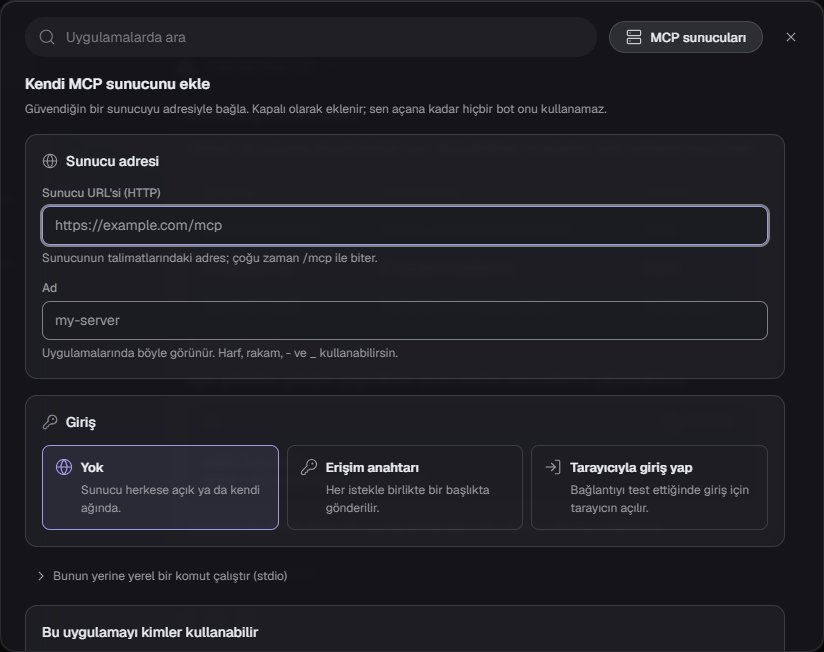 Uygulamalarda ara
MCP sunucuları
Kendi MCP sunucunu ekle
Güvendiğin bir sunucuyu adresiyle bağla. Kapalı olarak eklenir; sen açana kadar hiçbir bot onu kullanamaz.
Sunucu adresi
Sunucu URL'si (HTTP)
https://example.com/mcp
Sunucunun talimatlarındaki adres; çoğu zaman /mcp ile biter.
Ad
my-server
Uygulamalarında böyle görünür. Harf, rakam, - ve _ kullanabilirsin.
Giriş
Yok
Sunucu herkese açık ya da kendi
ağında.
Erişim anahtarı
Her istekle birlikte bir başlıkta
gönderilir.
Tarayıcıyla giriş yap
Bağlantıyı test ettiğinde giriş için
tarayıcın açılır.
Bunun yerine yerel bir komut çalıştır (stdio)
Bu uygulamayı kimler kullanabilir